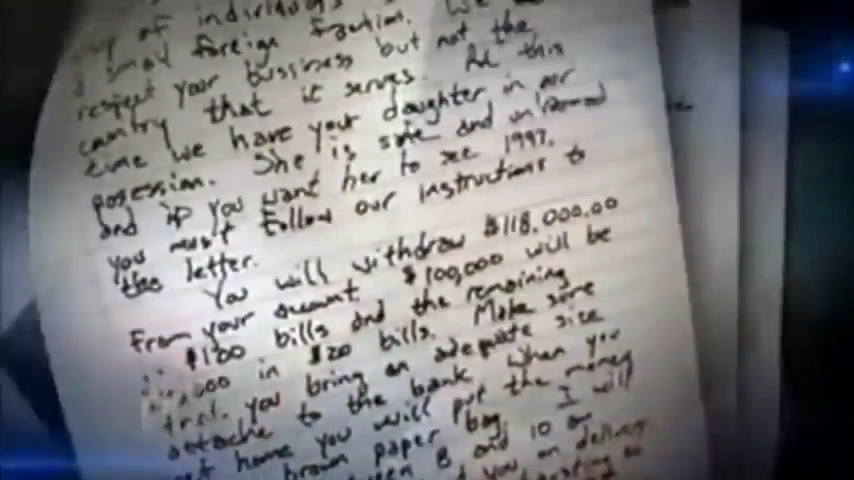 of individuals
small foreign faction. We
respect your bussiness but not the
country that it serves. At this
time we have your daughter in our
posession. She is safe and unharmed
and if you want her to see 1997,
you must follow our instructions to
the letter.
You will withdraw $118,000.00
from your account. $100,000 will be
$100 bills and the remaining
,000 in $20 bills. Make sure
that you bring an adequate size
attache to the bank. When you
home you will put the money
brown paper bag. I will
8 and 10 am
you on delivery